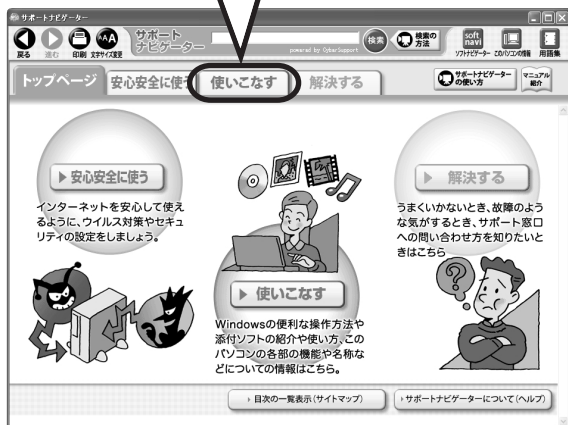 サポートナビゲーター
戻る
進む
印刷
文字サイズ変更
サポート
ナビゲーター
powered by CyberSupport
検索
検索の
方法
soft
navi
ソフトナビゲーター
このパソコンの情報
用語集
トップページ
安心安全に使う
使いこなす
解決する
サポートナビゲーター
の使い方
マニュアル
紹介
安心安全に使う
インターネットを安心して使え
るように、ウイルス対策やセキュ
リティの設定をしましょう。
使いこなす
Windowsの便利な操作方法や
添付ソフトの紹介や使い方、この
パソコンの各部の機能や名称な
どについての情報はこちら。
解決する
うまくいかないとき、故障のよう
な気がするとき、サポート窓口
への問い合わせ方を知りたいと
きはこちら
目次の一覧表示(サイトマップ)
サポートナビゲーターについて(ヘルプ)